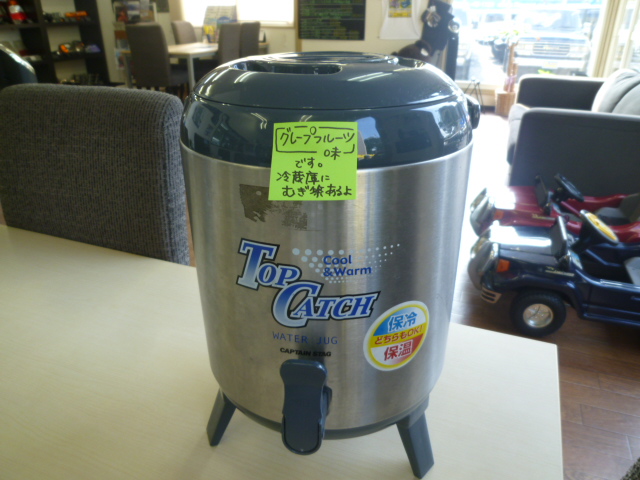 グレープフルーツ
味
です。
冷蔵庫に
むぎ茶あるよ
Cool
& Warm
TOP
CATCH
WATER JUG
CAPTAIN STAG
保冷
どちらもOK!
保温